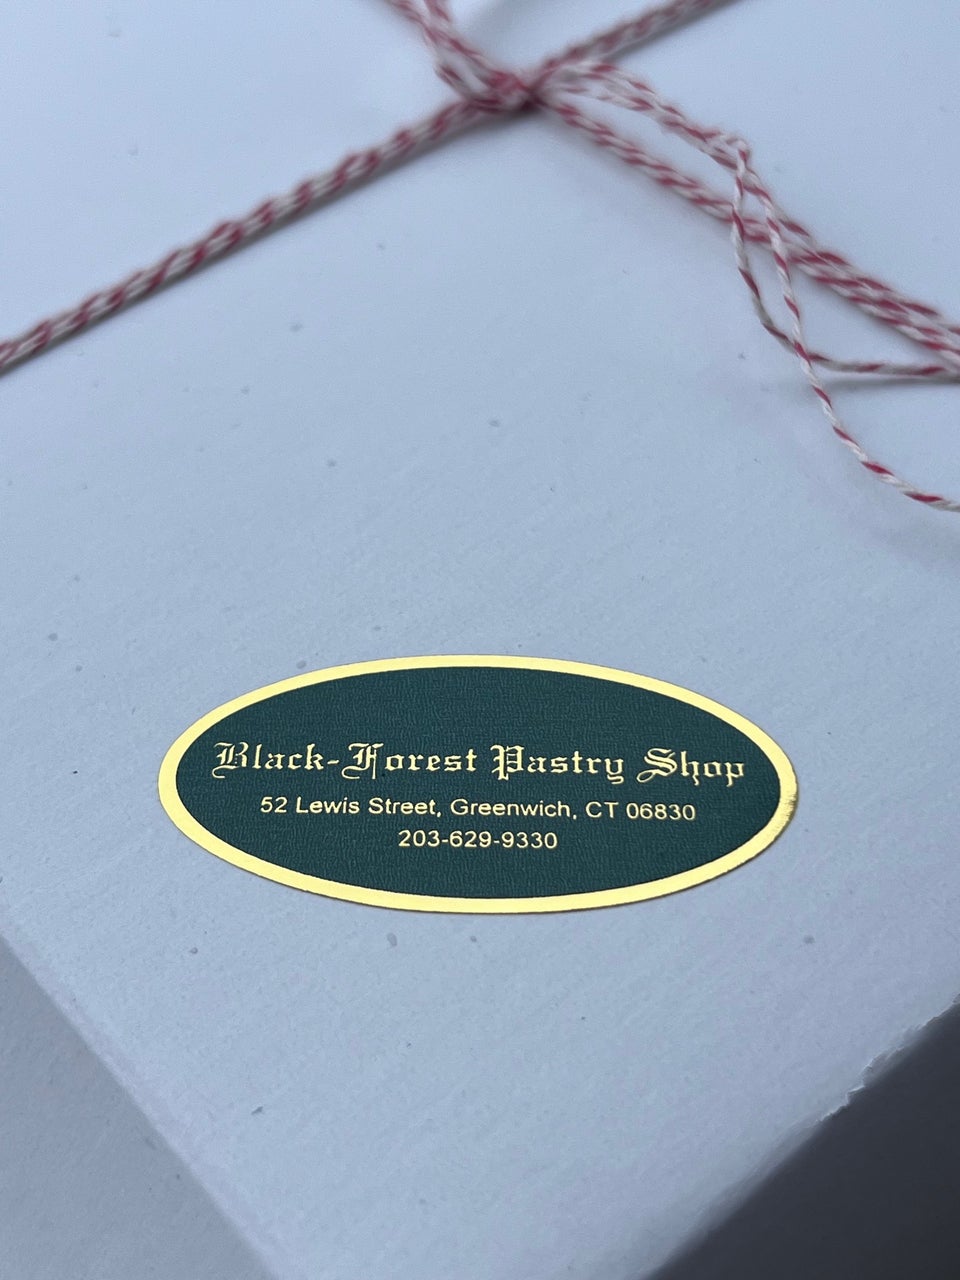 Black-Forest Pastry Shop
52 Lewis Street, Greenwich, CT 06830
203-629-9330